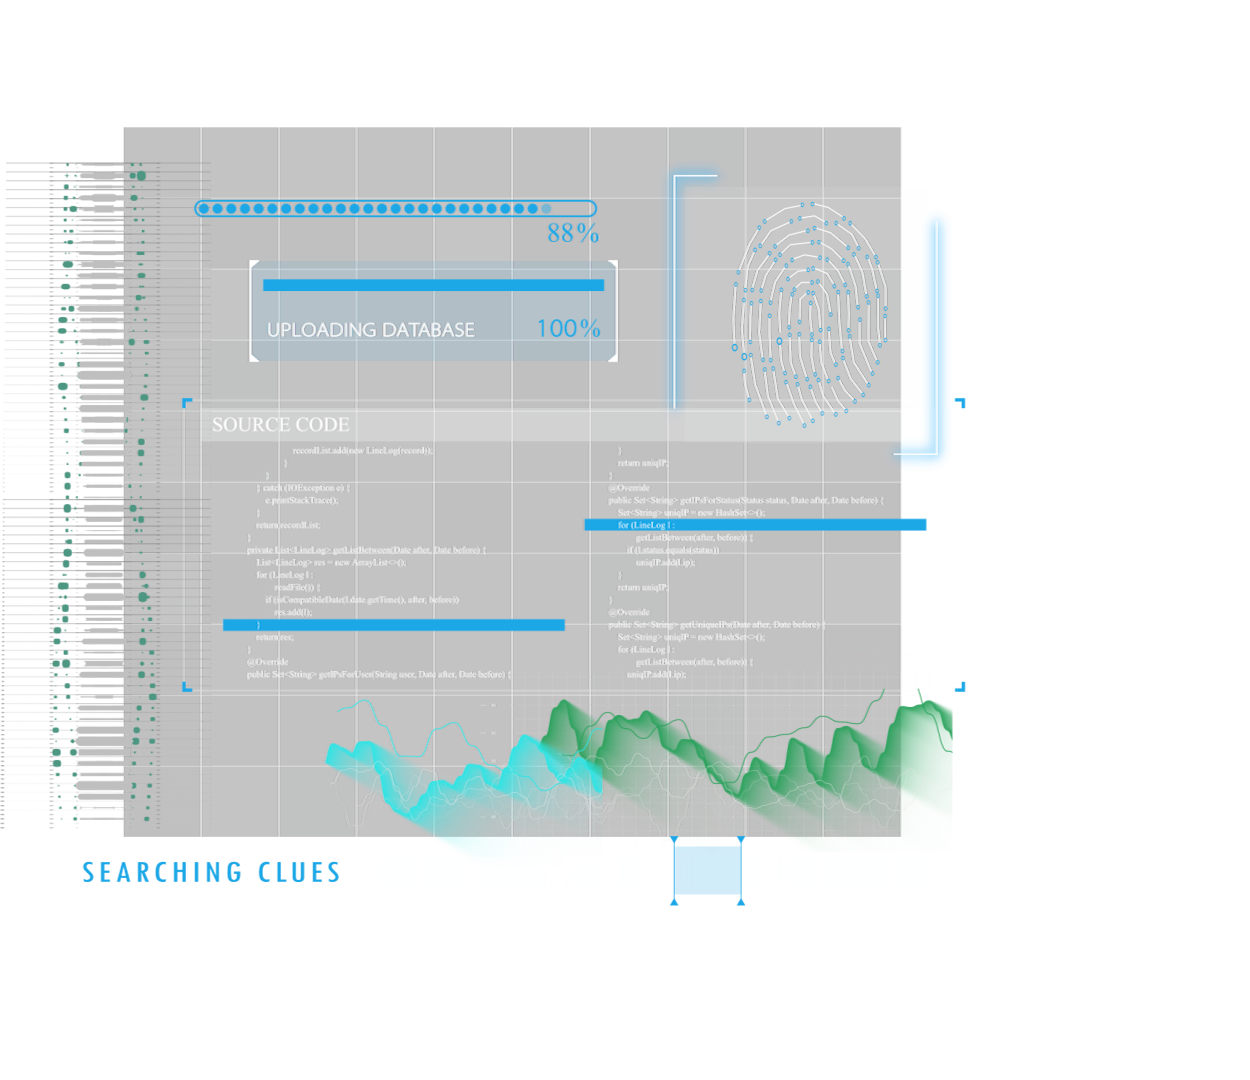 88%
UPLOADING DATABASE 100%
SOURCE CODE
recordList.add(new LineLog(record));
}
}
} catch (IOException e) {
e.printStackTrace();
}
return recordList;
}
private List<LineLog> getListBetween(Date after, Date before) {
List<LineLog> res = new ArrayList<>();
for (LineLog l :
readFile()) {
if (isCompatibleDate(l.date.getTime(), after, before))
res.add(l);
}
return res;
}
@Override
public Set<String> getIPsForUser(String user, Date after, Date before) {
}
return uniqIP;
}
@Override
public Set<String> getIPsForStatus(Status status, Date after, Date before) {
Set<String> uniqIP = new HashSet<>();
for (LineLog l :
getListBetween(after, before)) {
if (l.status.equals(status))
uniqIP.add(l.ip);
}
return uniqIP;
}
@Override
public Set<String> getUniqueIPs(Date after, Date before) {
Set<String> uniqIP = new HashSet<>();
for (LineLog l :
getListBetween(after, before)) {
uniqIP.add(l.ip);
SEARCHING CLUES